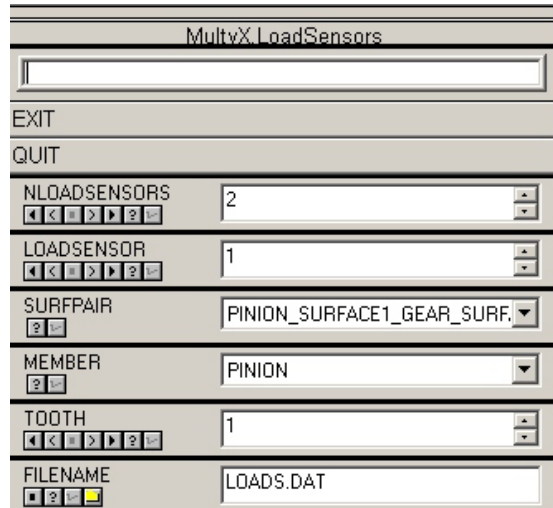 MultyX.LoadSensors
EXIT
QUIT
NLOADSENSORS 2
LOADSENSOR 1
SURFPAIR PINION_SURFACE1_GEAR_SURF.
MEMBER PINION
TOOTH 1
FILENAME LOADS.DAT